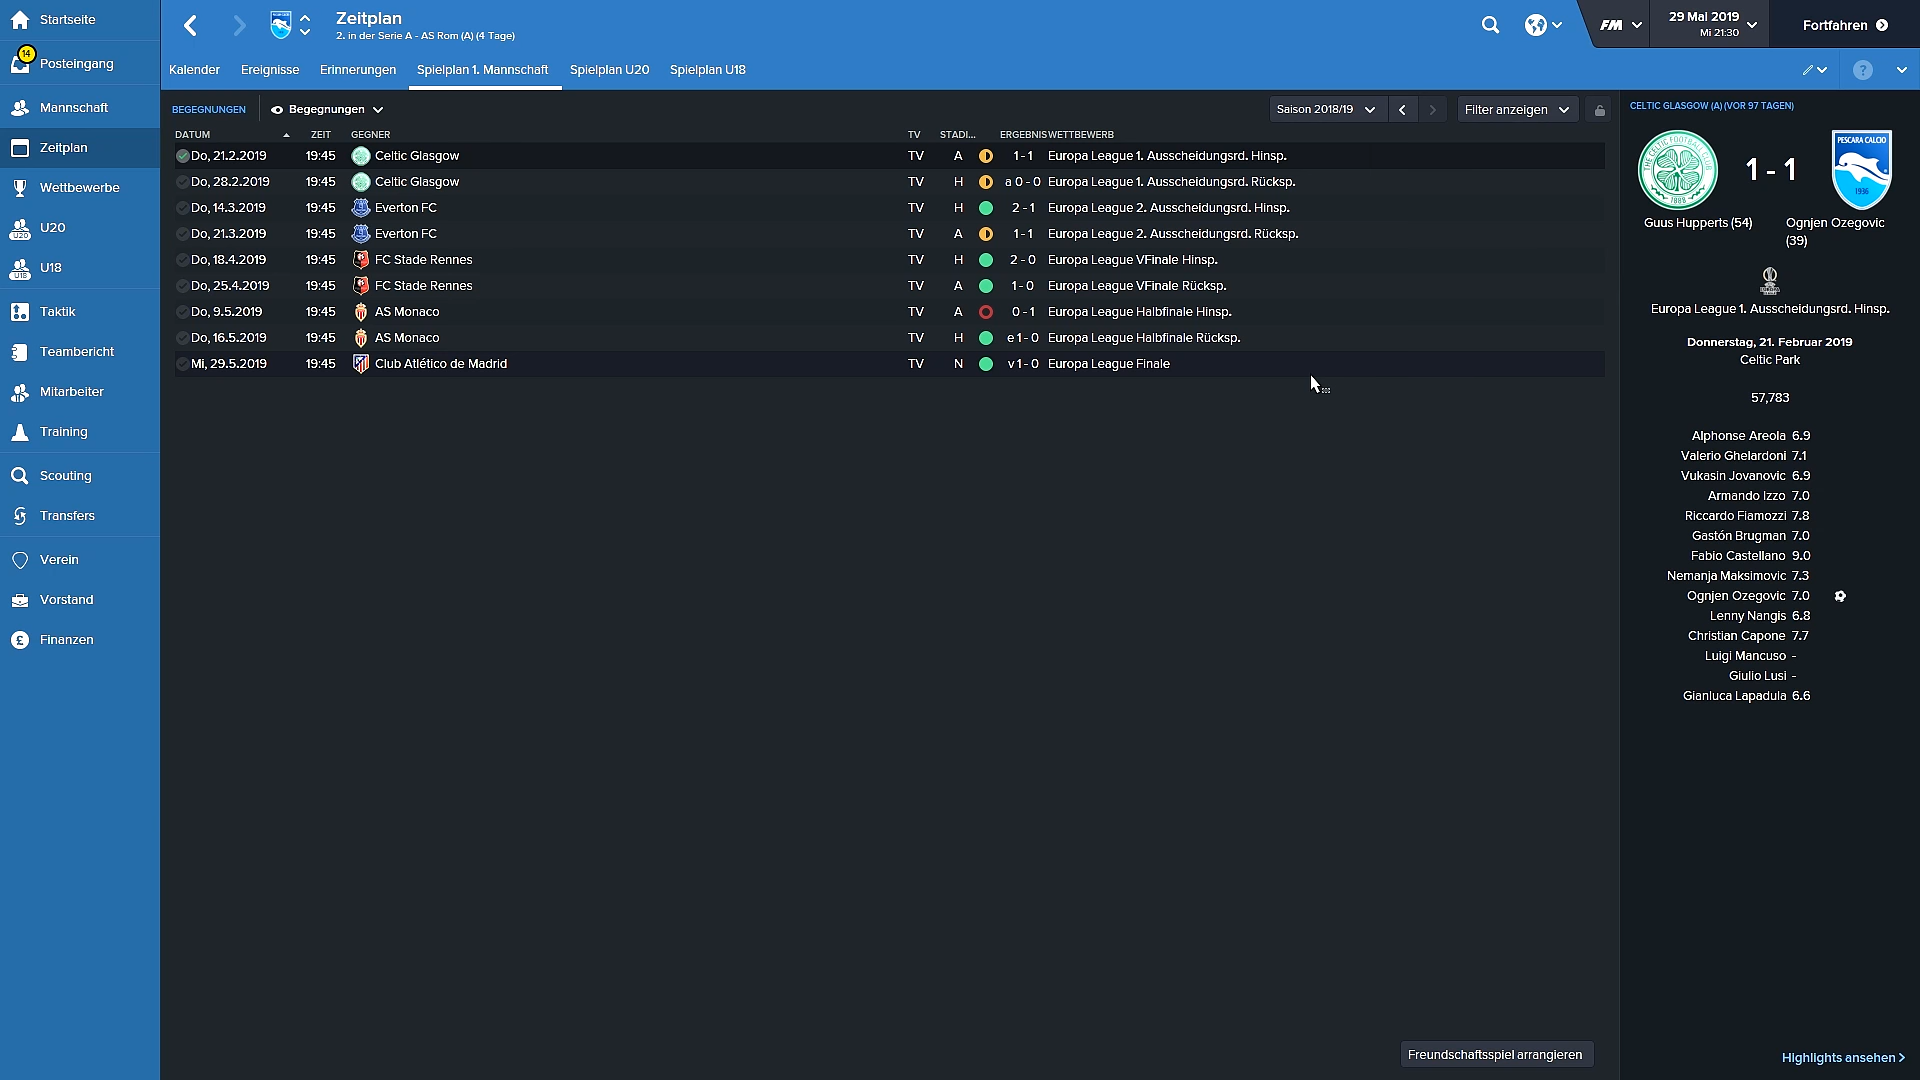 Startseite
14
Posteingang
Mannschaft
Zeitplan
Wettbewerbe
U20
U20
U18
U18
Taktik
Teambericht
Mitarbeiter
Training
Scouting
Transfers
Verein
Vorstand
Finanzen
Zeitplan
2. in der Serie A - AS Rom (A) (4 Tage)
FM
29 Mai 2019
Mi 21:30
Fortfahren
Kalender Ereignisse Erinnerungen Spielplan 1. Mannschaft Spielplan U20 Spielplan U18
?
BEGEGNUNGEN Begegnungen
Saison 2018/19 Filter anzeigen
DATUM ZEIT GEGNER TV STADI... ERGEBNIS WETTBEWERB
Do, 21.2.2019 19:45 Celtic Glasgow TV A 1 - 1 Europa League 1. Ausscheidungsrd. Hinsp.
Do, 28.2.2019 19:45 Celtic Glasgow TV H a 0 - 0 Europa League 1. Ausscheidungsrd. Rücksp.
Do, 14.3.2019 19:45 Everton FC TV H 2 - 1 Europa League 2. Ausscheidungsrd. Hinsp.
Do, 21.3.2019 19:45 Everton FC TV A 1 - 1 Europa League 2. Ausscheidungsrd. Rücksp.
Do, 18.4.2019 19:45 FC Stade Rennes TV H 2 - 0 Europa League VFinale Hinsp.
Do, 25.4.2019 19:45 FC Stade Rennes TV A 1 - 0 Europa League VFinale Rücksp.
Do, 9.5.2019 19:45 AS Monaco TV A 0 - 1 Europa League Halbfinale Hinsp.
Do, 16.5.2019 19:45 AS Monaco TV H e 1 - 0 Europa League Halbfinale Rücksp.
Mi, 29.5.2019 19:45 Club Atlético de Madrid TV N v 1 - 0 Europa League Finale
Freundschaftsspiel arrangieren
CELTIC GLASGOW (A) (VOR 97 TAGEN)
THE CELTIC FOOTBALL CLUB
1888
1 - 1
PESCARA CALCIO
1936
Guus Hupperts (54)
Ognjen Ozegovic
(39)
Europa League 1. Ausscheidungsrd. Hinsp.
Donnerstag, 21. Februar 2019
Celtic Park
57,783
Alphonse Areola 6.9
Valerio Ghelardoni 7.1
Vukasin Jovanovic 6.9
Armando Izzo 7.0
Riccardo Fiamozzi 7.8
Gastón Brugman 7.0
Fabio Castellano 9.0
Nemanja Maksimovic 7.3
Ognjen Ozegovic 7.0
Lenny Nangis 6.8
Christian Capone 7.7
Luigi Mancuso -
Giulio Lusi -
Gianluca Lapadula 6.6
Highlights ansehen >